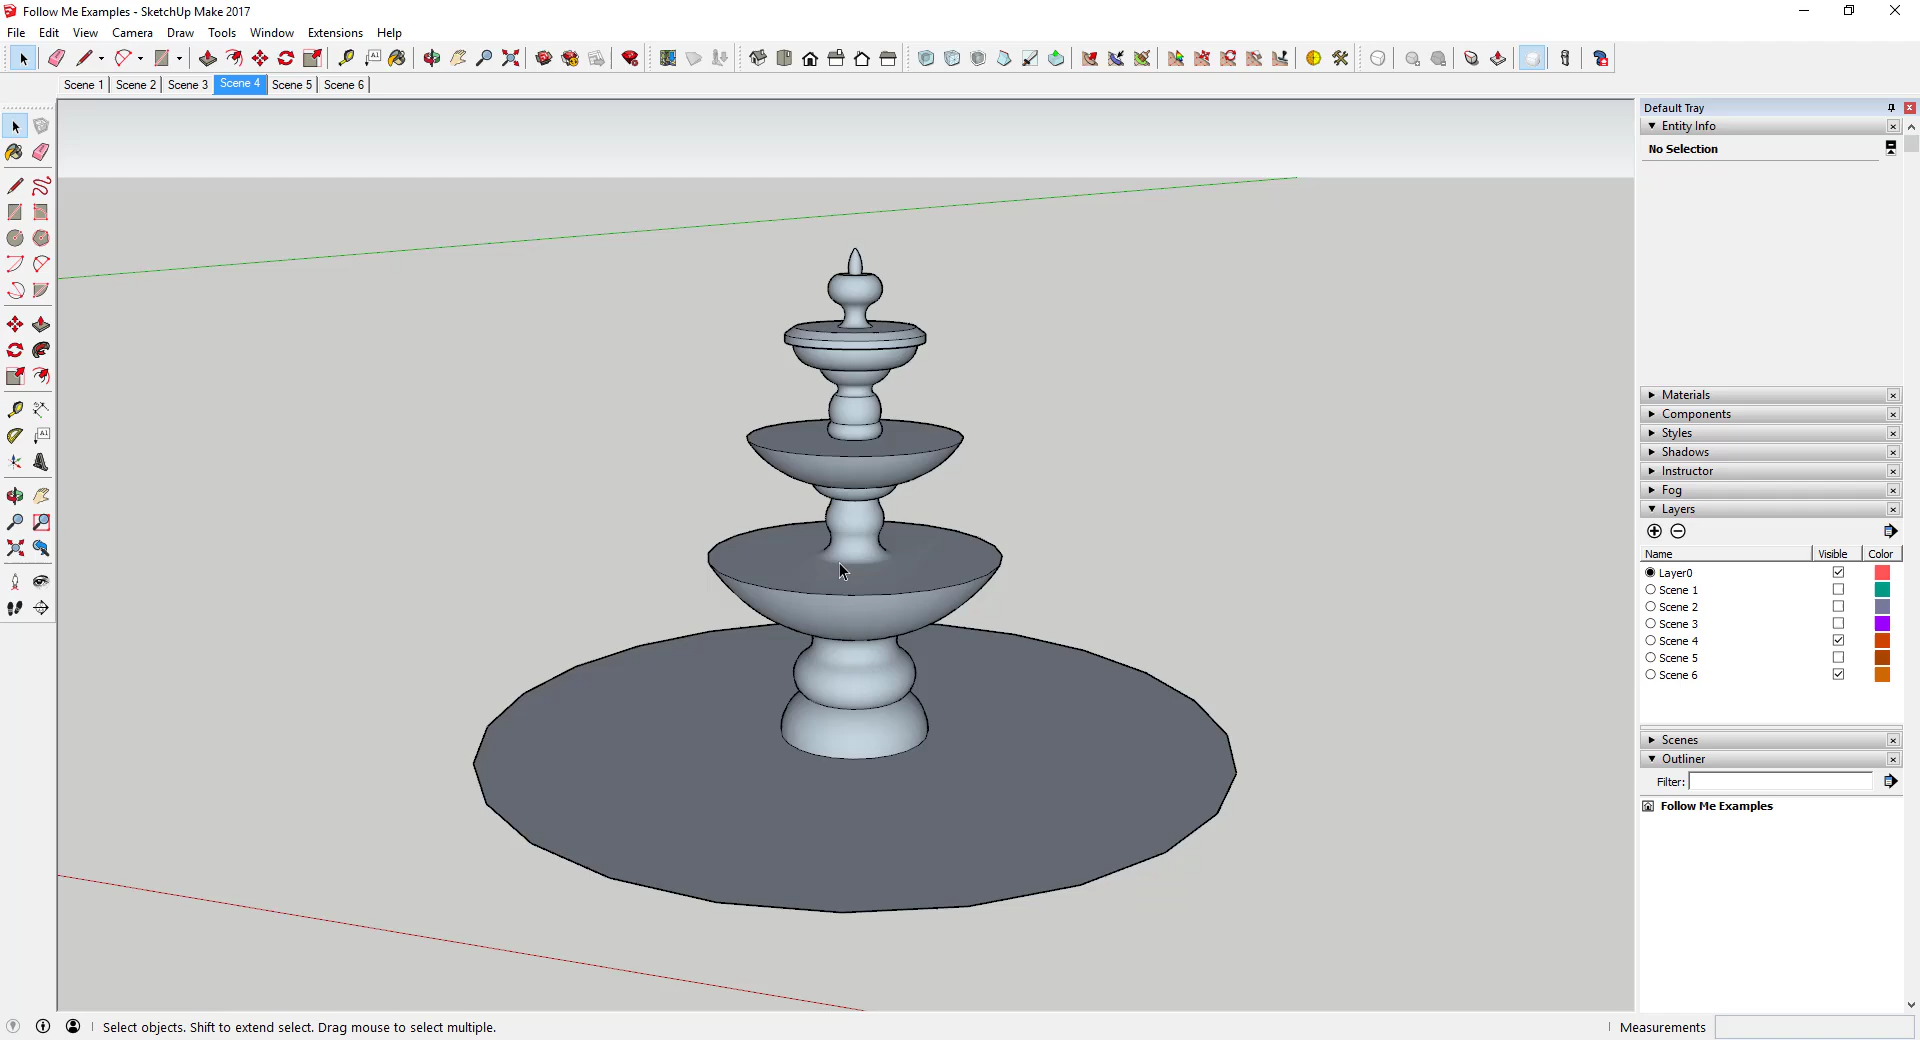 Follow Me Examples - SketchUp Make 2017
File Edit View Camera Draw Tools Window Extensions Help
Scene 1 Scene 2 Scene 3 Scene 4 Scene 5 Scene 6
Default Tray
Entity Info
No Selection
Materials
Components
Styles
Shadows
Instructor
Fog
Layers
Name Visible Color
Layer0
Scene 1
Scene 2
Scene 3
Scene 4
Scene 5
Scene 6
Scenes
Outliner
Filter:
Follow Me Examples
Select objects. Shift to extend select. Drag mouse to select multiple.
Measurements